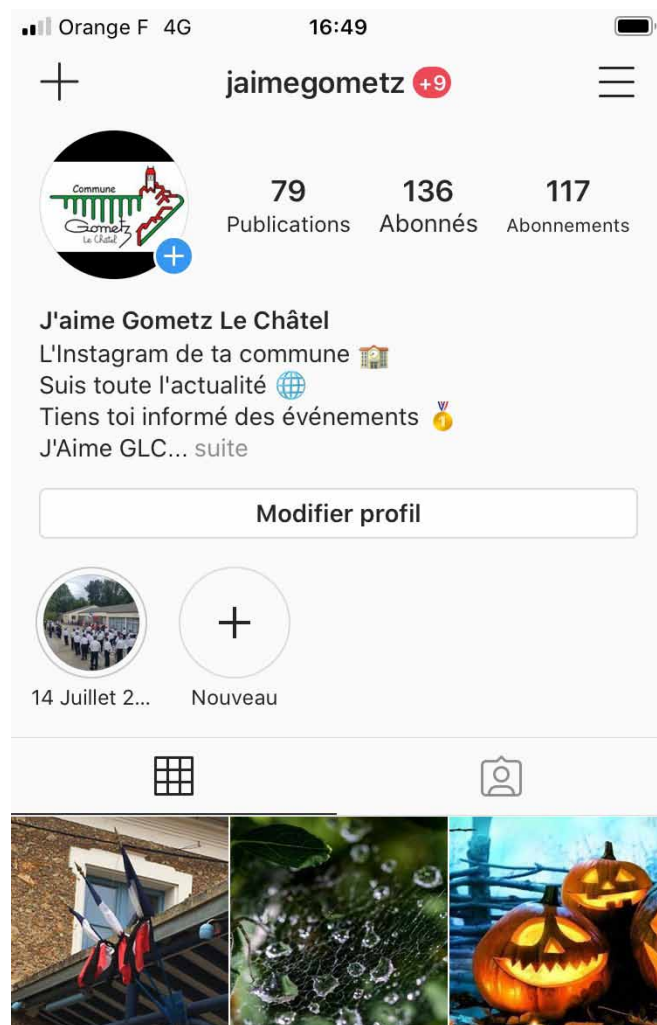 Orange F 4G 16:49
jaimegometz +9
Commune
Gometz
Le Chatel
79 136 117
Publications Abonnés Abonnements
J'aime Gometz Le Châtel
L'Instagram de ta commune
Suis toute l'actualité
Tiens toi informé des événements
J'Aime GLC... suite
Modifier profil
14 Juillet 2... Nouveau